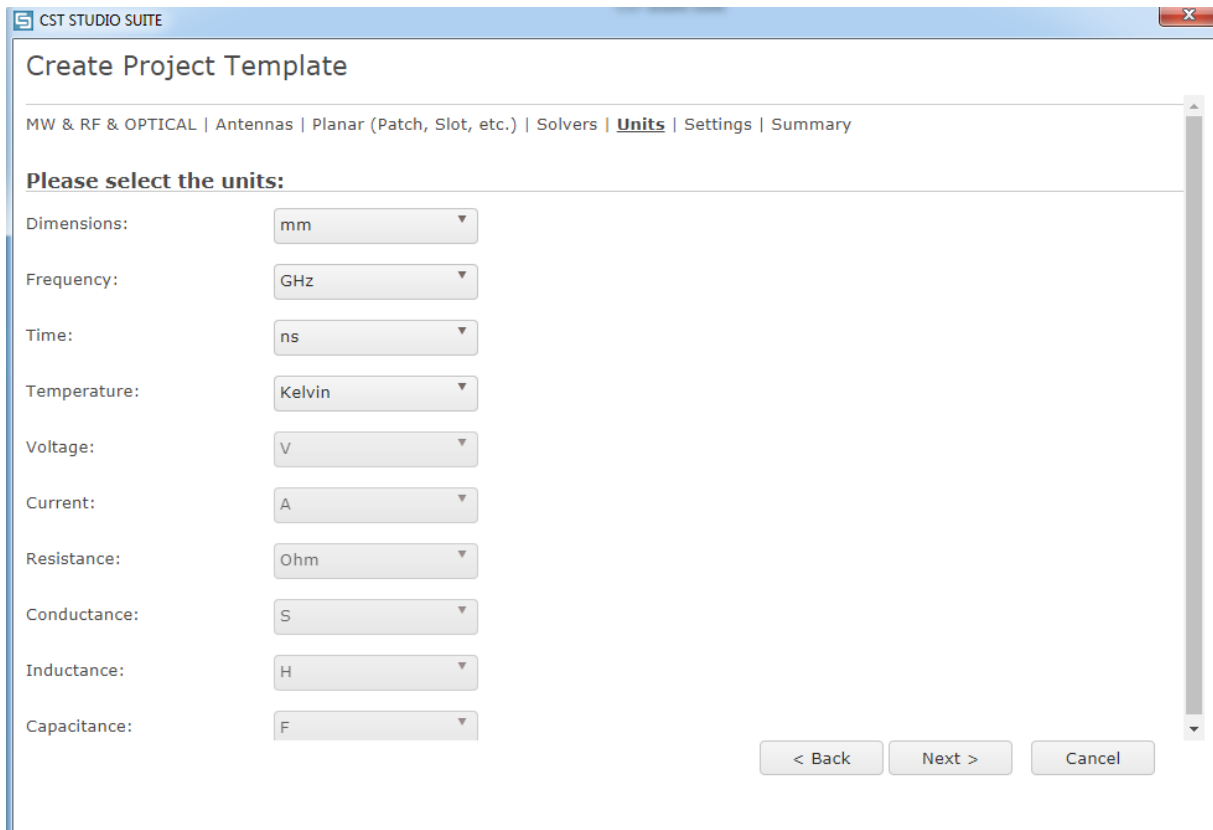 CST STUDIO SUITE
x
Create Project Template
MW & RF & OPTICAL | Antennas | Planar (Patch, Slot, etc.) | Solvers | Units | Settings | Summary
Please select the units:
Dimensions: mm
Frequency: GHz
Time: ns
Temperature: Kelvin
Voltage: V
Current: A
Resistance: Ohm
Conductance: S
Inductance: H
Capacitance: F
< Back Next > Cancel